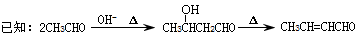 已知：2CH₃CHO —OH⁻ △→ CH₃CHCH₂CHO(OH) —△→ CH₃CH=CHCHO